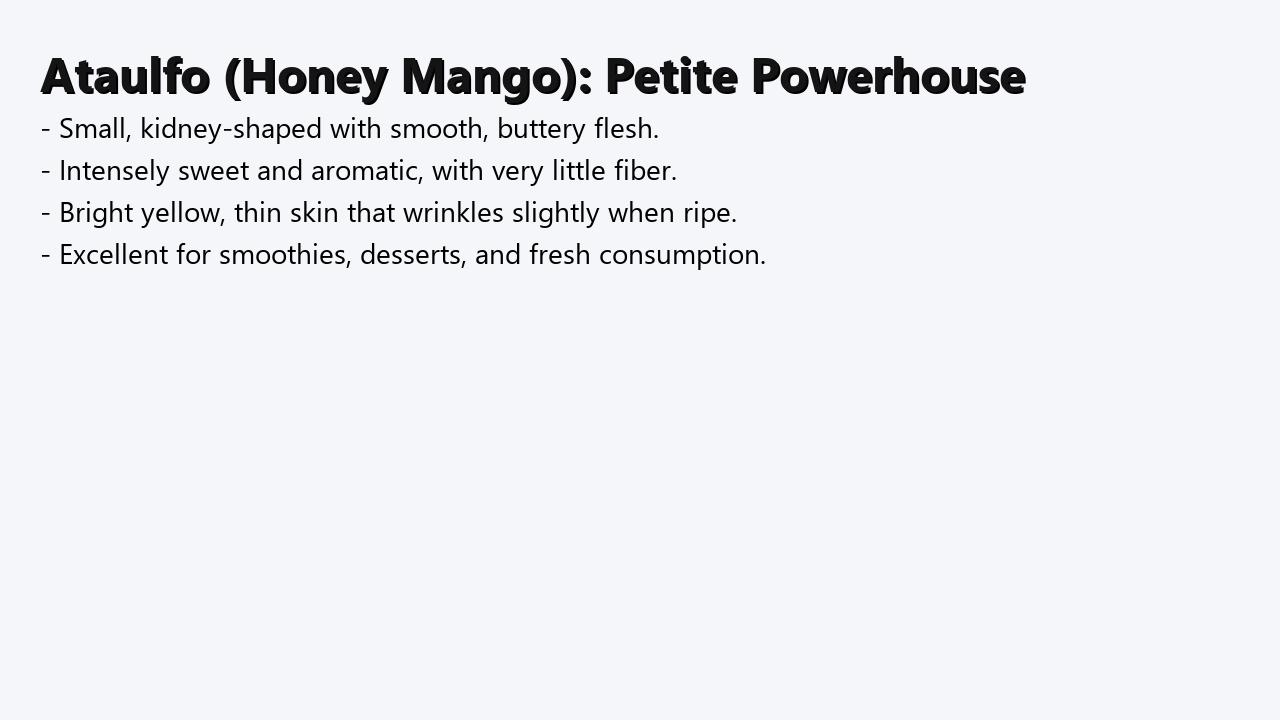 Ataulfo (Honey Mango): Petite Powerhouse
- Small, kidney-shaped with smooth, buttery flesh.
- Intensely sweet and aromatic, with very little fiber.
- Bright yellow, thin skin that wrinkles slightly when ripe.
- Excellent for smoothies, desserts, and fresh consumption.